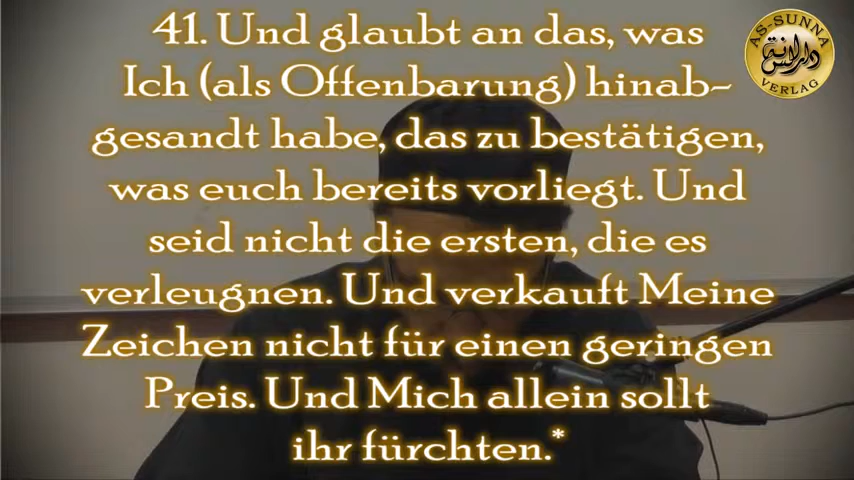 41. Und glaubt an das, was
Ich (als Offenbarung) hinab-
gesandt habe, das zu bestätigen,
was euch bereits vorliegt. Und
seid nicht die ersten, die es
verleugnen. Und verkauft Meine
Zeichen nicht für einen geringen
Preis. Und Mich allein sollt
ihr fürchten.*
AS-SUNNA
VERLAG